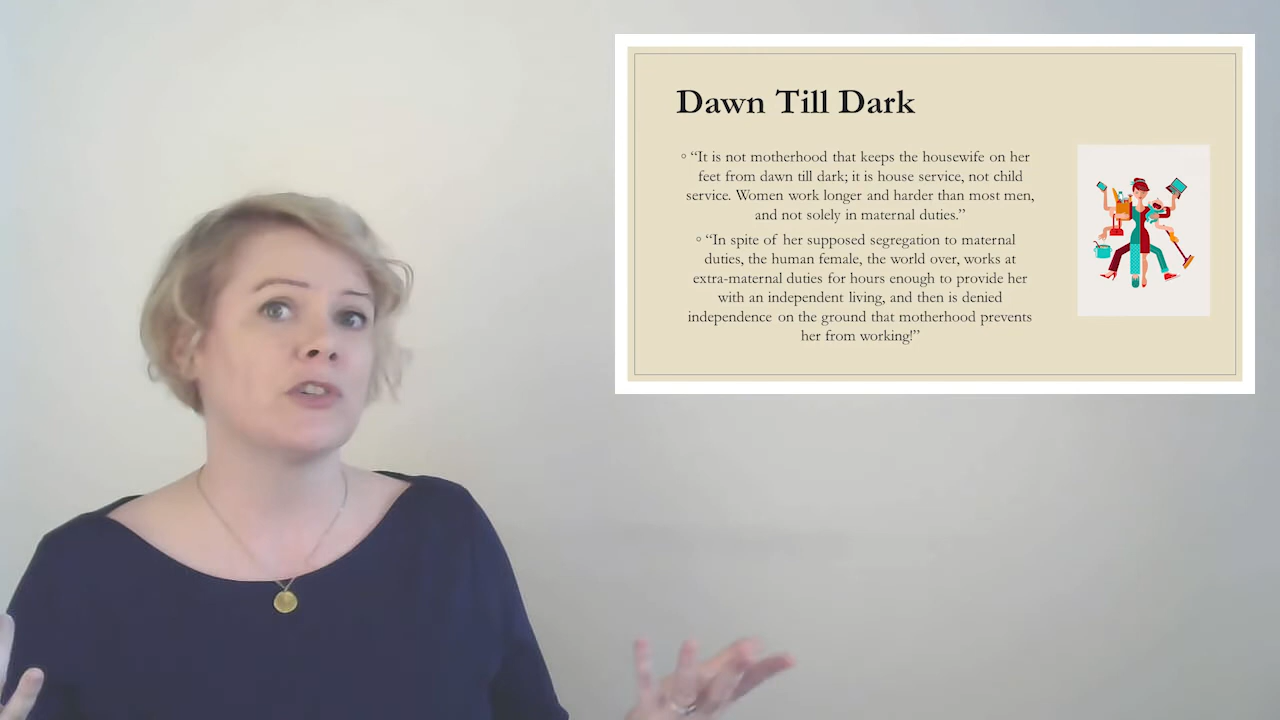 Dawn Till Dark
◦ “It is not motherhood that keeps the housewife on her
feet from dawn till dark; it is house service, not child
service. Women work longer and harder than most men,
and not solely in maternal duties.”
◦ “In spite of her supposed segregation to maternal
duties, the human female, the world over, works at
extra-maternal duties for hours enough to provide her
with an independent living, and then is denied
independence on the ground that motherhood prevents
her from working!”